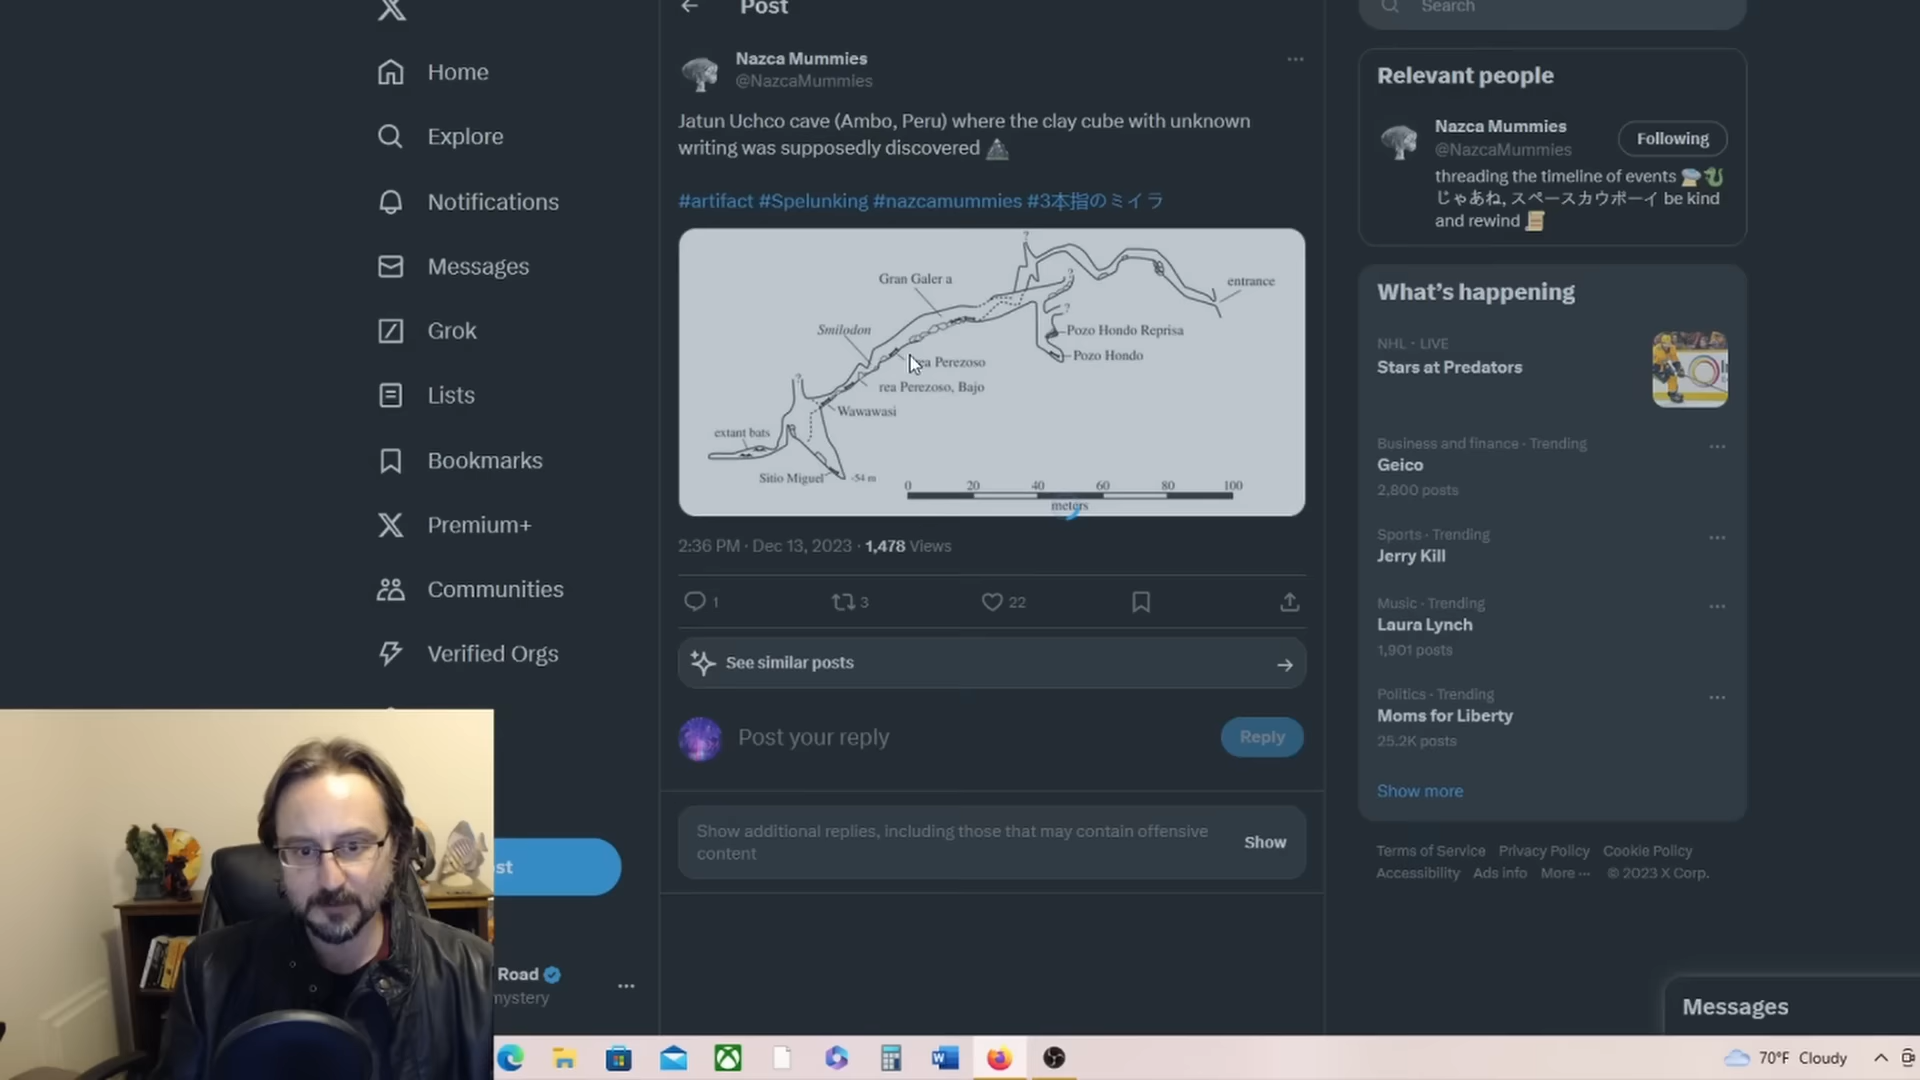 Home
Explore
Notifications
Messages
Grok
Lists
Bookmarks
Premium+
Communities
Verified Orgs
st
Road
mystery
Post
Nazca Mummies
@NazcaMummies
Jatun Uchco cave (Ambo, Peru) where the clay cube with unknown
writing was supposedly discovered
#artifact #Spelunking #nazcamummies #3本指のミイラ
?
Gran Galer a
entrance
?
Smilodon
?
Pozo Hondo Reprisa
Pozo Hondo
ea Perezoso
rea Perezoso, Bajo
?
Wawawasi
extant bats
Sitio Miguel
-54 m
0 20 40 60 80 100
meters
2:36 PM · Dec 13, 2023 · 1,478 Views
1 3 22
See similar posts
Post your reply
Reply
Show additional replies, including those that may contain offensive
content
Show
Search
Relevant people
Nazca Mummies
@NazcaMummies
Following
threading the timeline of events
じゃあね, スペースカウボーイ be kind
and rewind
What's happening
NHL · LIVE
Stars at Predators
Business and finance · Trending
Geico
2,800 posts
Sports · Trending
Jerry Kill
Music · Trending
Laura Lynch
1,901 posts
Politics · Trending
Moms for Liberty
25.2K posts
Show more
Terms of Service Privacy Policy Cookie Policy
Accessibility Ads info More ··· © 2023 X Corp.
Messages
70°F Cloudy